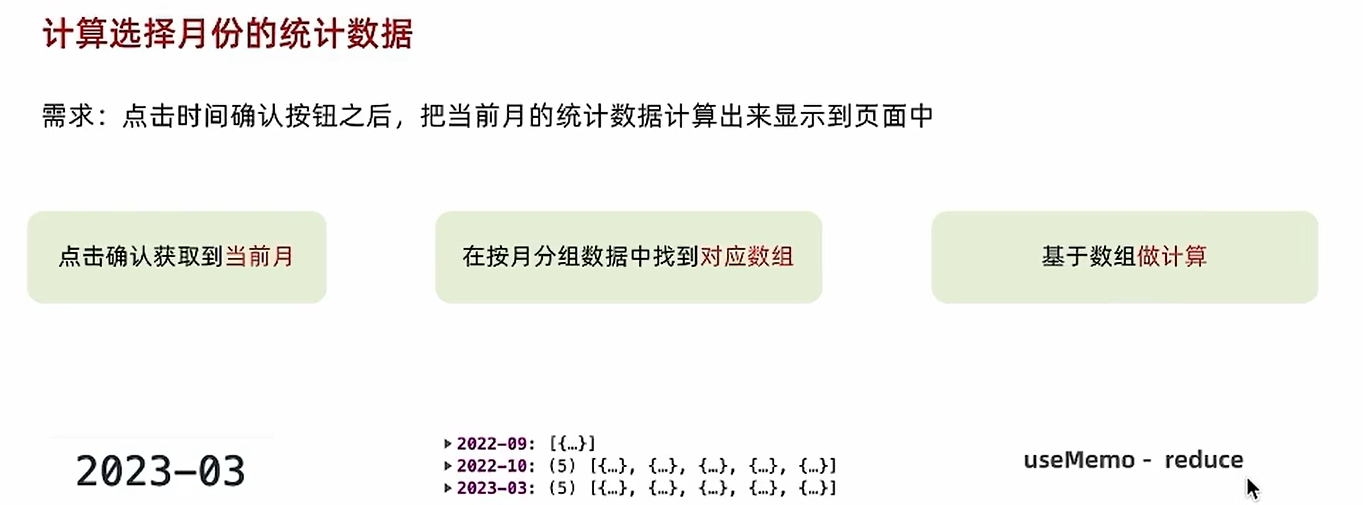 计算选择月份的统计数据
需求：点击时间确认按钮之后，把当前月的统计数据计算出来显示到页面中
点击确认获取到当前月
在按月分组数据中找到对应数组
基于数组做计算
2023-03
2022-09: [{…}]
2022-10: (5) [{…}, {…}, {…}, {…}, {…}]
2023-03: (5) [{…}, {…}, {…}, {…}, {…}]
useMemo - reduce